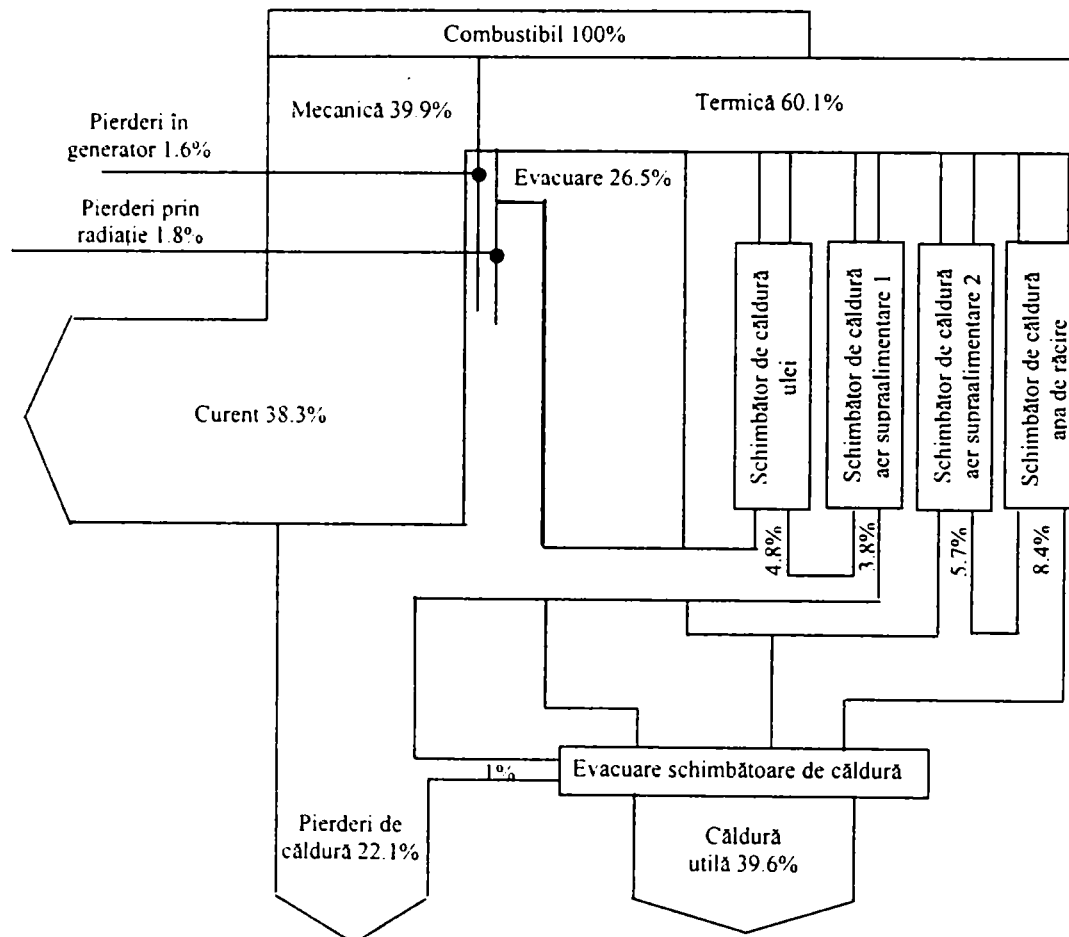 Combustibil 100%
Mecanică 39.9%
Termică 60.1%
Pierderi în
generator 1.6%
Evacuare 26.5%
Pierderi prin
radiație 1.8%
Curent 38.3%
Schimbător de căldură
ulei
Schimbător de căldură
aer supraalimentare 1
Schimbător de căldură
aer supraalimentare 2
Schimbător de căldură
apa de răcire
4.8%
3.8%
5.7%
8.4%
1%
Evacuare schimbătoare de căldură
Pierderi de
căldură 22.1%
Căldură
utilă 39.6%